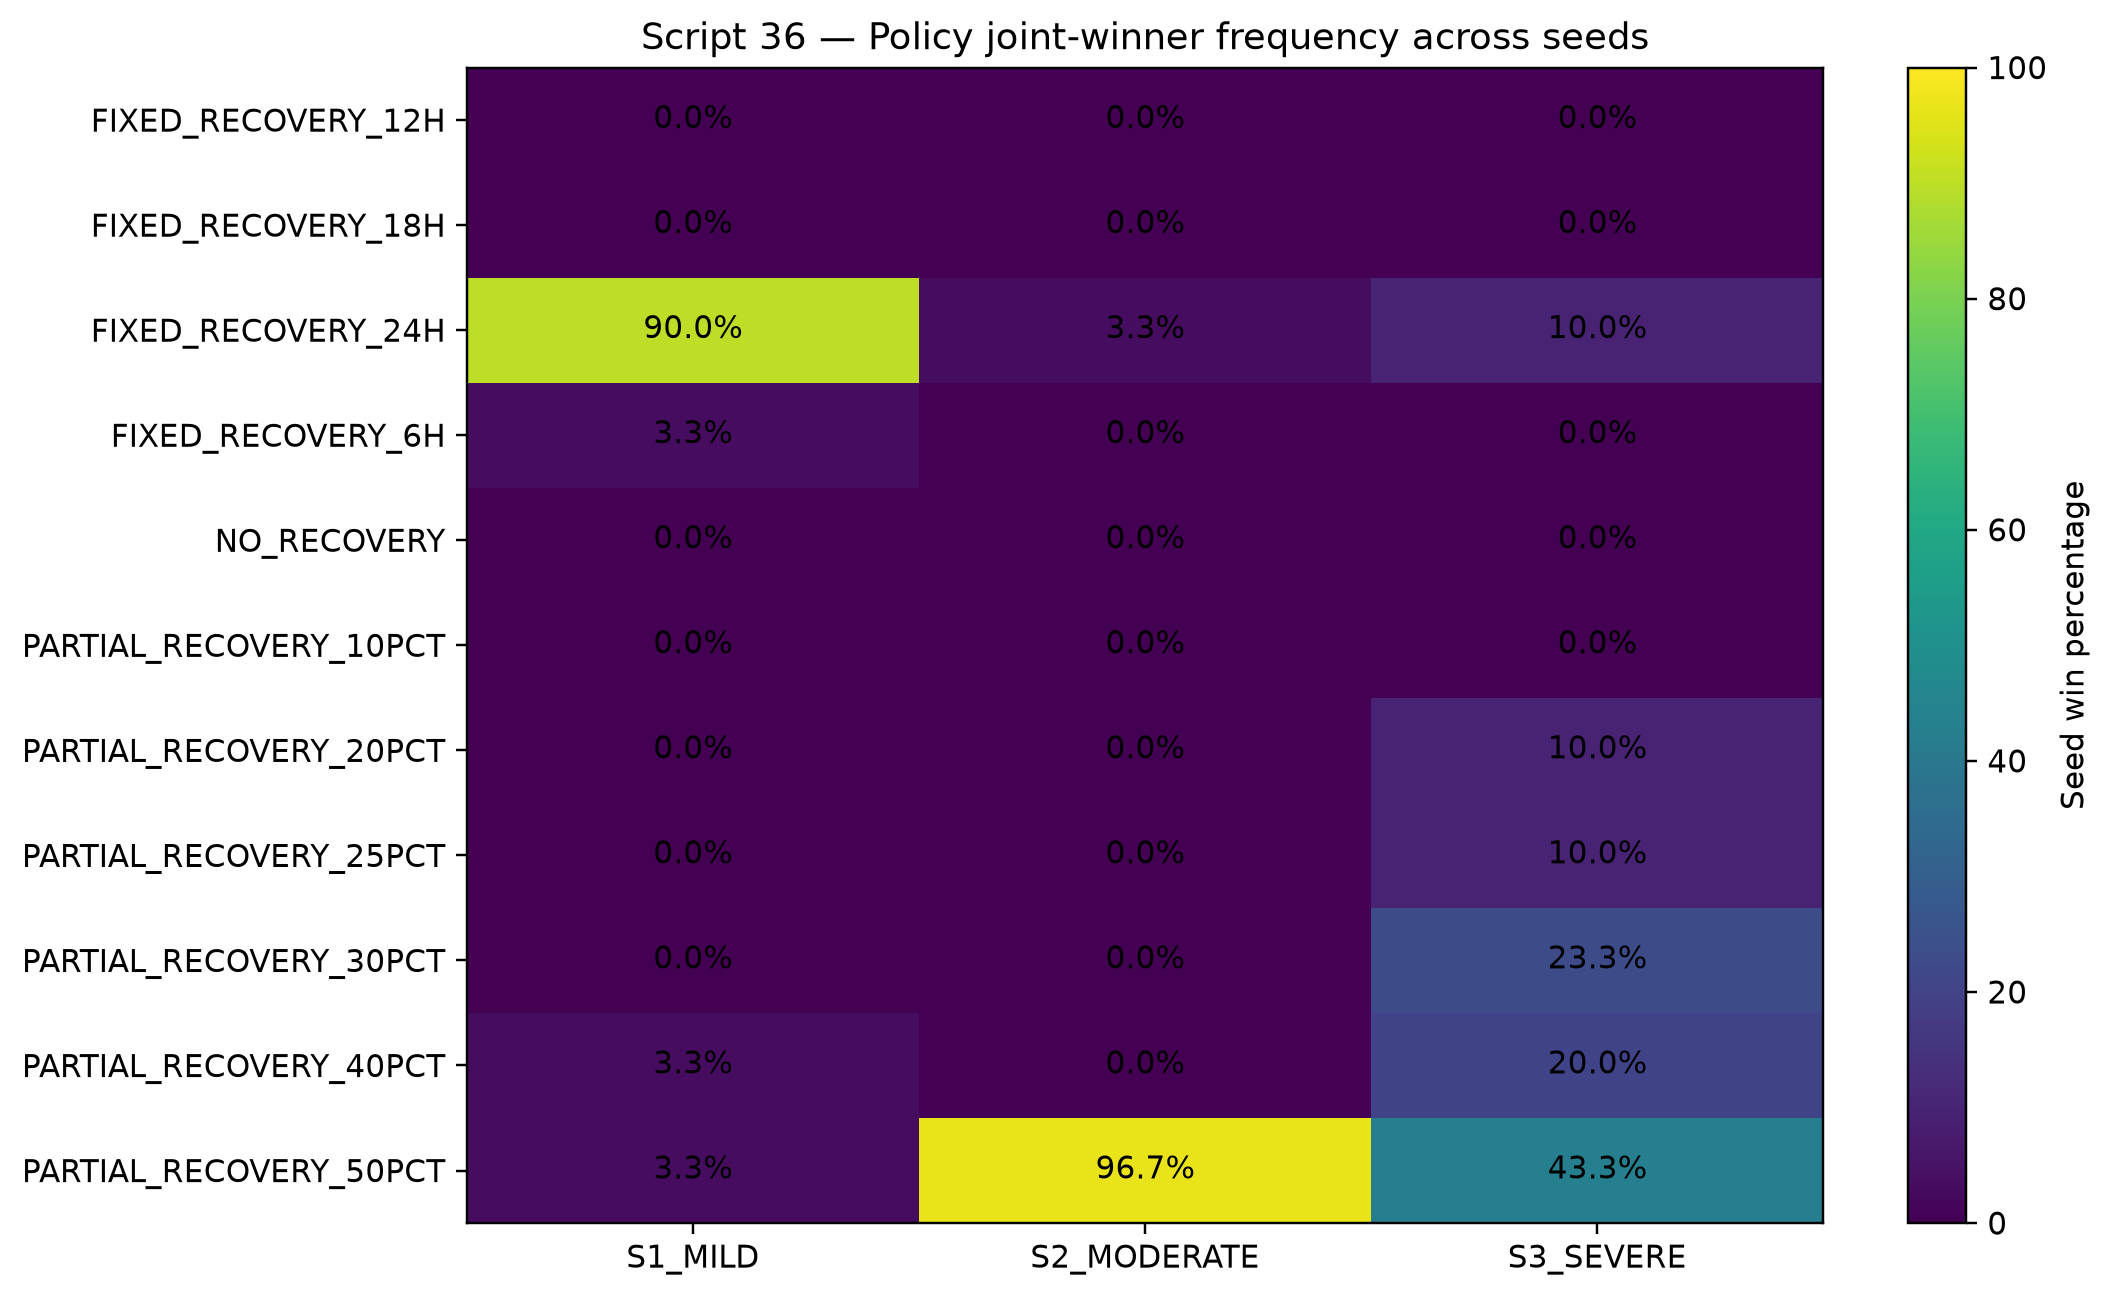 Script 36 — Policy joint-winner frequency across seeds
FIXED_RECOVERY_12H 0.0% 0.0% 0.0%
FIXED_RECOVERY_18H 0.0% 0.0% 0.0%
FIXED_RECOVERY_24H 90.0% 3.3% 10.0%
FIXED_RECOVERY_6H 3.3% 0.0% 0.0%
NO_RECOVERY 0.0% 0.0% 0.0%
PARTIAL_RECOVERY_10PCT 0.0% 0.0% 0.0%
PARTIAL_RECOVERY_20PCT 0.0% 0.0% 10.0%
PARTIAL_RECOVERY_25PCT 0.0% 0.0% 10.0%
PARTIAL_RECOVERY_30PCT 0.0% 0.0% 23.3%
PARTIAL_RECOVERY_40PCT 3.3% 0.0% 20.0%
PARTIAL_RECOVERY_50PCT 3.3% 96.7% 43.3%
S1_MILD S2_MODERATE S3_SEVERE
100
80
60
40
20
0
Seed win percentage